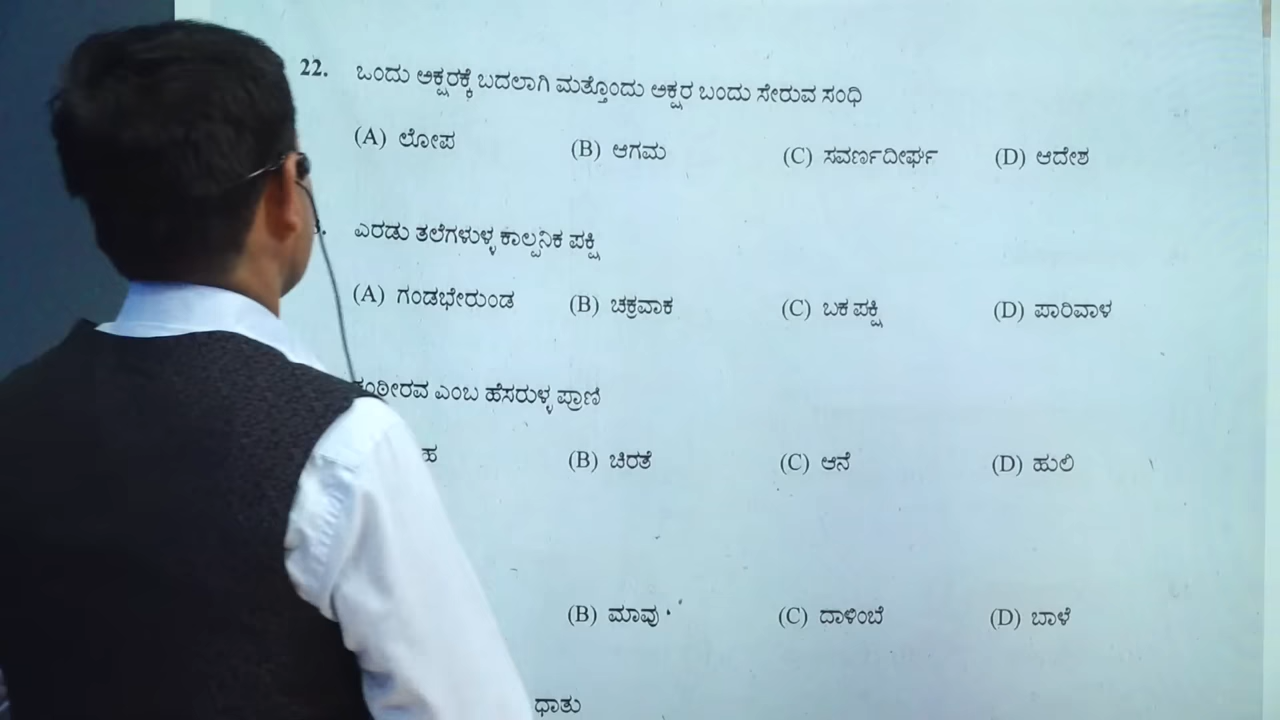 22. ಒಂದು ಅಕ್ಷರಕ್ಕೆ ಬದಲಾಗಿ ಮತ್ತೊಂದು ಅಕ್ಷರ ಬಂದು ಸೇರುವ ಸಂಧಿ
(A) ಲೋಪ (B) ಆಗಮ (C) ಸವರ್ಣದೀರ್ಘ (D) ಆದೇಶ
ಎರಡು ತಲೆಗಳುಳ್ಳ ಕಾಲ್ಪನಿಕ ಪಕ್ಷಿ
(A) ಗಂಡಭೇರುಂಡ (B) ಚಕ್ರವಾಕ (C) ಬಕ ಪಕ್ಷಿ (D) ಪಾರಿವಾಳ
ಎಂಬ ಹೆಸರುಳ್ಳ ಪ್ರಾಣಿ
(B) ಚಿರತೆ (C) ಆನೆ (D) ಹುಲಿ
(B) ಮಾವು (C) ದಾಳಿಂಬೆ (D) ಬಾಳೆ
ಧಾತು